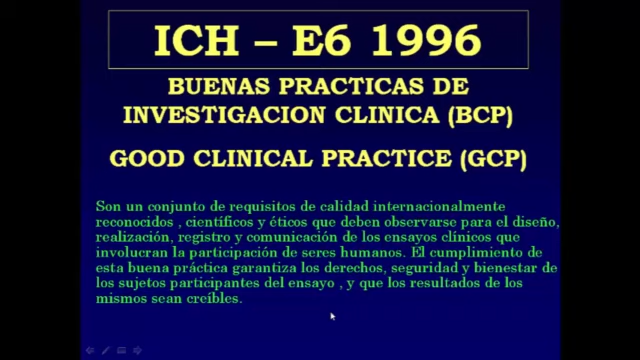 ICH – E6 1996
BUENAS PRACTICAS DE
INVESTIGACION CLINICA (BCP)
GOOD CLINICAL PRACTICE (GCP)
Son un conjunto de requisitos de calidad internacionalmente
reconocidos , científicos y éticos que deben observarse para el diseño,
realización, registro y comunicación de los ensayos clínicos que
involucran la participación de seres humanos. El cumplimiento de
esta buena práctica garantiza los derechos, seguridad y bienestar de
los sujetos participantes del ensayo , y que los resultados de los
mismos sean creíbles.